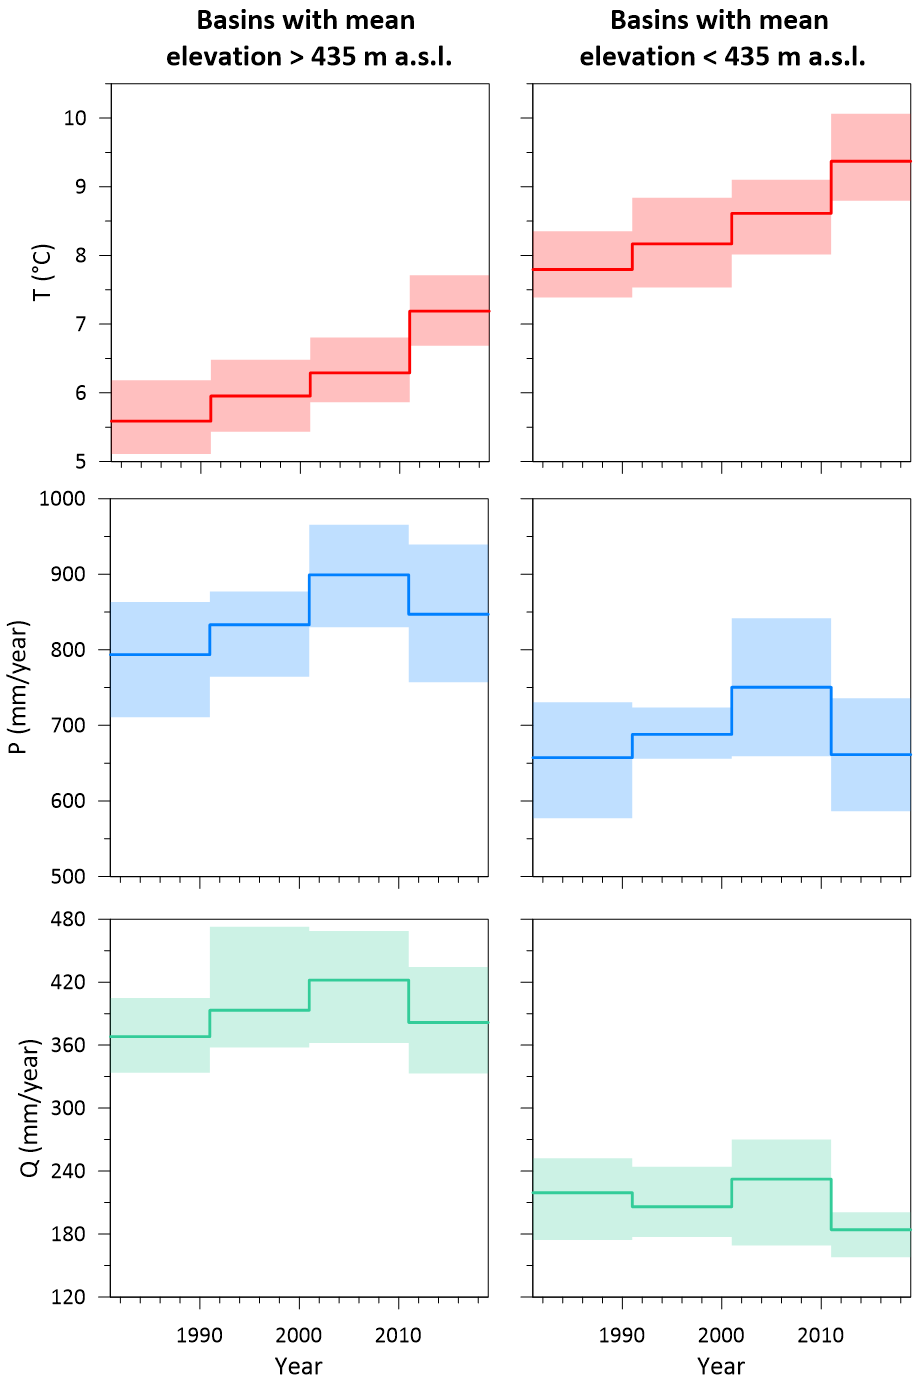 Basins with mean
elevation > 435 m a.s.l.
Basins with mean
elevation < 435 m a.s.l.
T (°C)
10
9
8
7
6
5
P (mm/year)
1000
900
800
700
600
500
Q (mm/year)
480
420
360
300
240
180
120
1990 2000 2010
Year
1990 2000 2010
Year